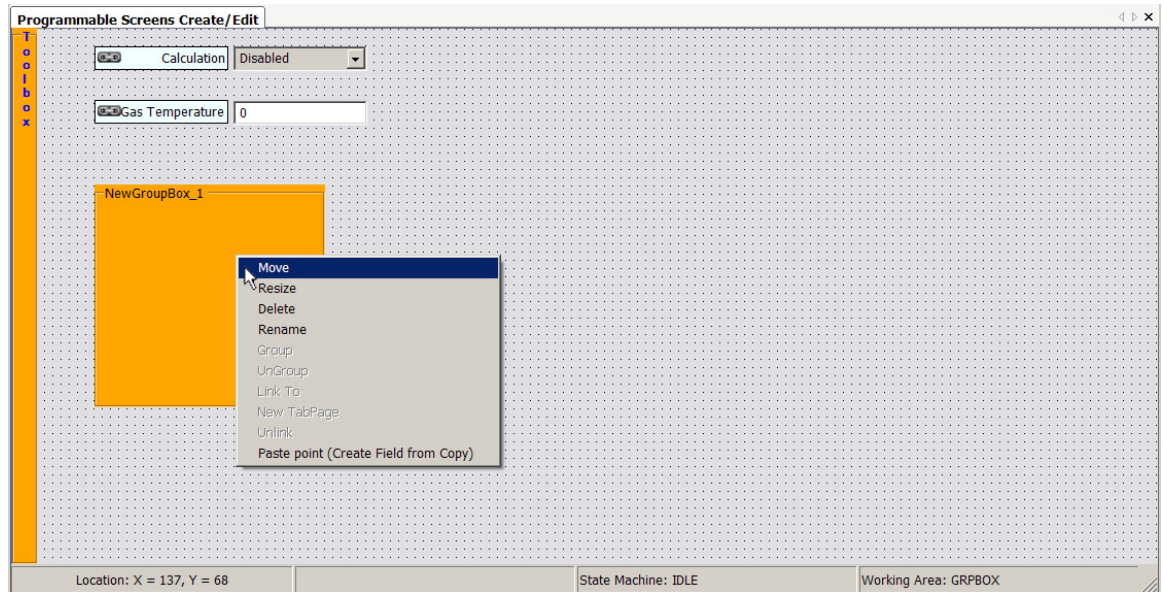 Programmable Screens Create/Edit
Toolbox
Calculation
Disabled
Gas Temperature
0
NewGroupBox_1
Move
Resize
Delete
Rename
Group
UnGroup
Link To
New TabPage
Unlink
Paste point (Create Field from Copy)
Location: X = 137, Y = 68
State Machine: IDLE
Working Area: GRPBOX